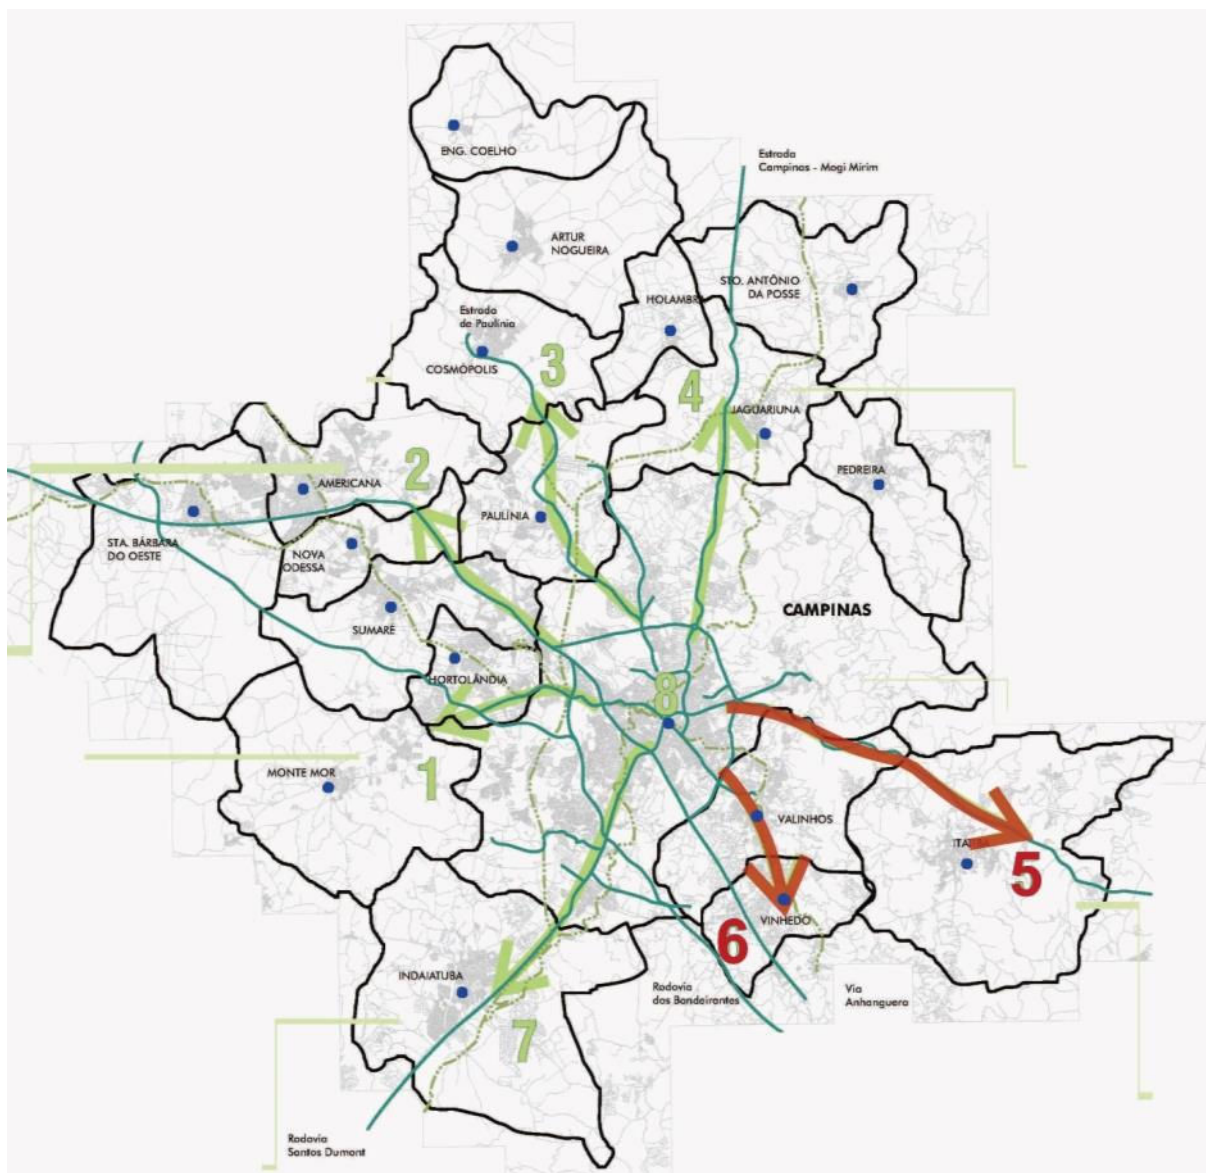 ENG. COELHO
Estrada
Campinas - Mogi Mirim
ARTUR
NOGUEIRA
STO. ANTÔNIO
DA POSSE
HOLAMBRA
Estrada
de Paulínia
COSMÓPOLIS
3
4
JAGUARIUNA
2
AMERICANA
PEDREIRA
PAULÍNIA
STA. BÁRBARA
DO OESTE
NOVA
ODESSA
CAMPINAS
SUMARÉ
HORTOLÂNDIA
8
1
MONTE MOR
VALINHOS
5
VINHEDO
6
INDAIATUBA
Rodovia
dos Bandeirantes
Via
Anhanguera
7
Rodovia
Santos Dumont